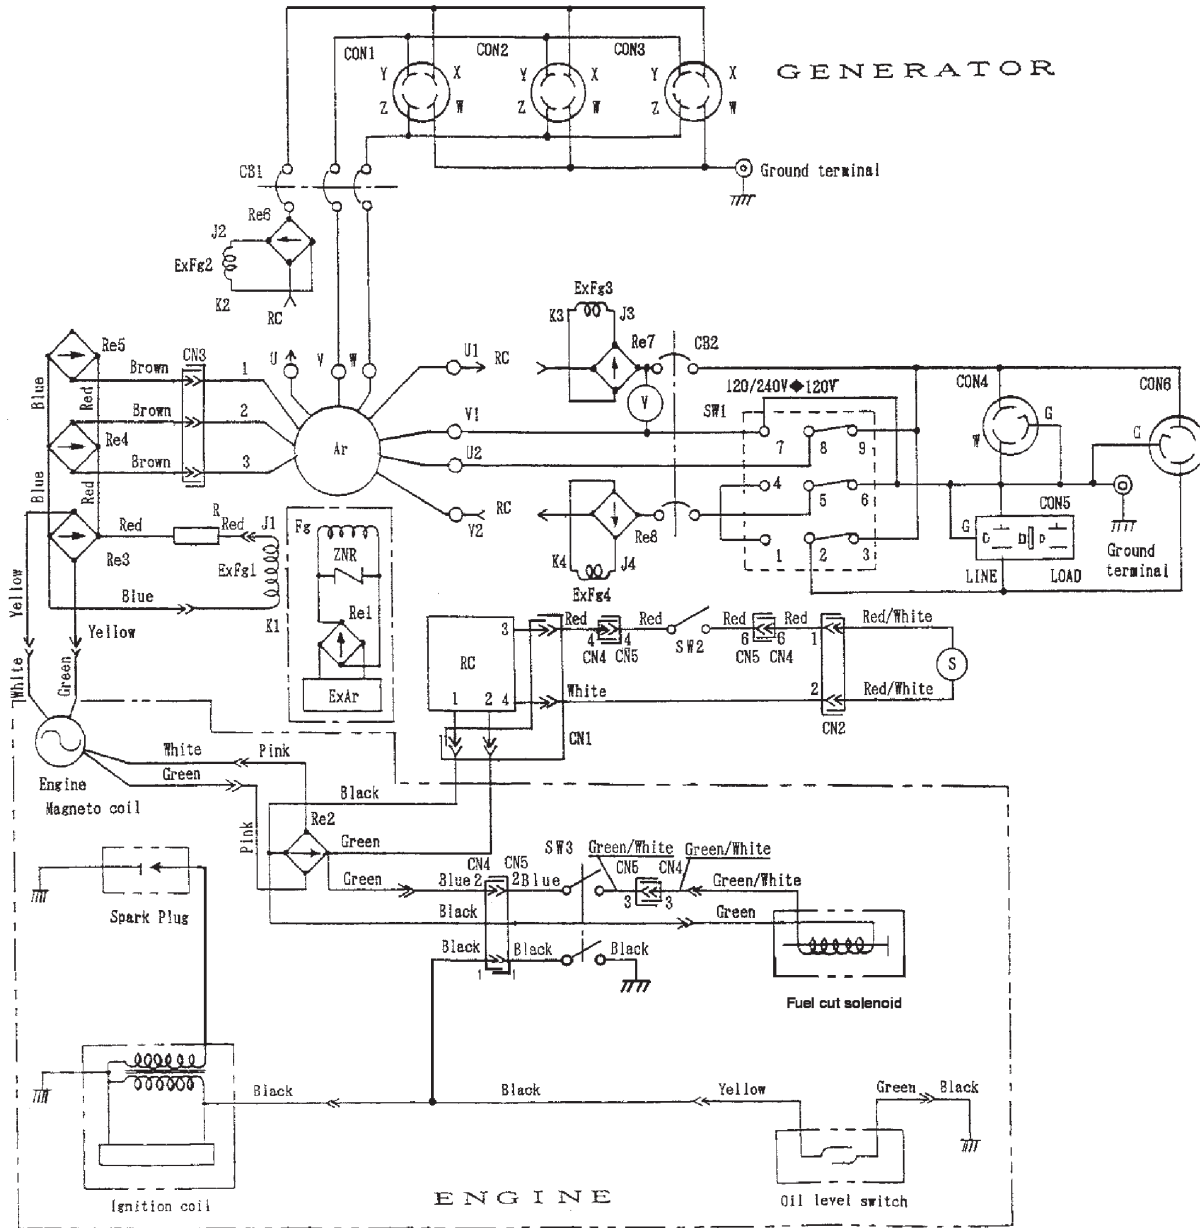 CON1 CON2 CON3
Y X Y X Y X
Z W Z W Z W
GENERATOR
CB1
Ground terminal
Re6
J2
ExFg2
K2
RC
ExFg3
K3 J3
Re7
CB2
Re5
CN3
Brown 1
U V W
U1 RC
V
120/240V◆120V
SW1
CON4
G
W
CON6
G
Blue
Red
Brown 2
Re4
Ar
V1
U2
7 8 9
Brown 3
4 5 6
Blue
Red
V2 RC
Re8
K4 J4
ExFg4
1 2 3
G
CON5
LINE LOAD
Ground
terminal
Re3
Red R Red J1
ExFg1
Blue
K1
Yellow
Yellow
White
Green
Fg
ZNR
Re1
ExAr
RC
3
1 2 4
Red
4 4
CN4 CN5
Red
SW2
Red
6 6
CN5 CN4
Red
1
Red/White
S
White
2
Red/White
CN1
CN2
Engine
Magneto coil
White Pink
Green
Pink
Black
Re2
Green
Green
CN4 CN5
Blue 2 2 Blue
SW3
Green/White
CN5 CN4
3 3
Green/White
Green/White
Black
Green
Black
1 1
Black
Black
Fuel cut solenoid
Spark Plug
Black
Black
Yellow
Green Black
Ignition coil
Oil level switch
ENGINE